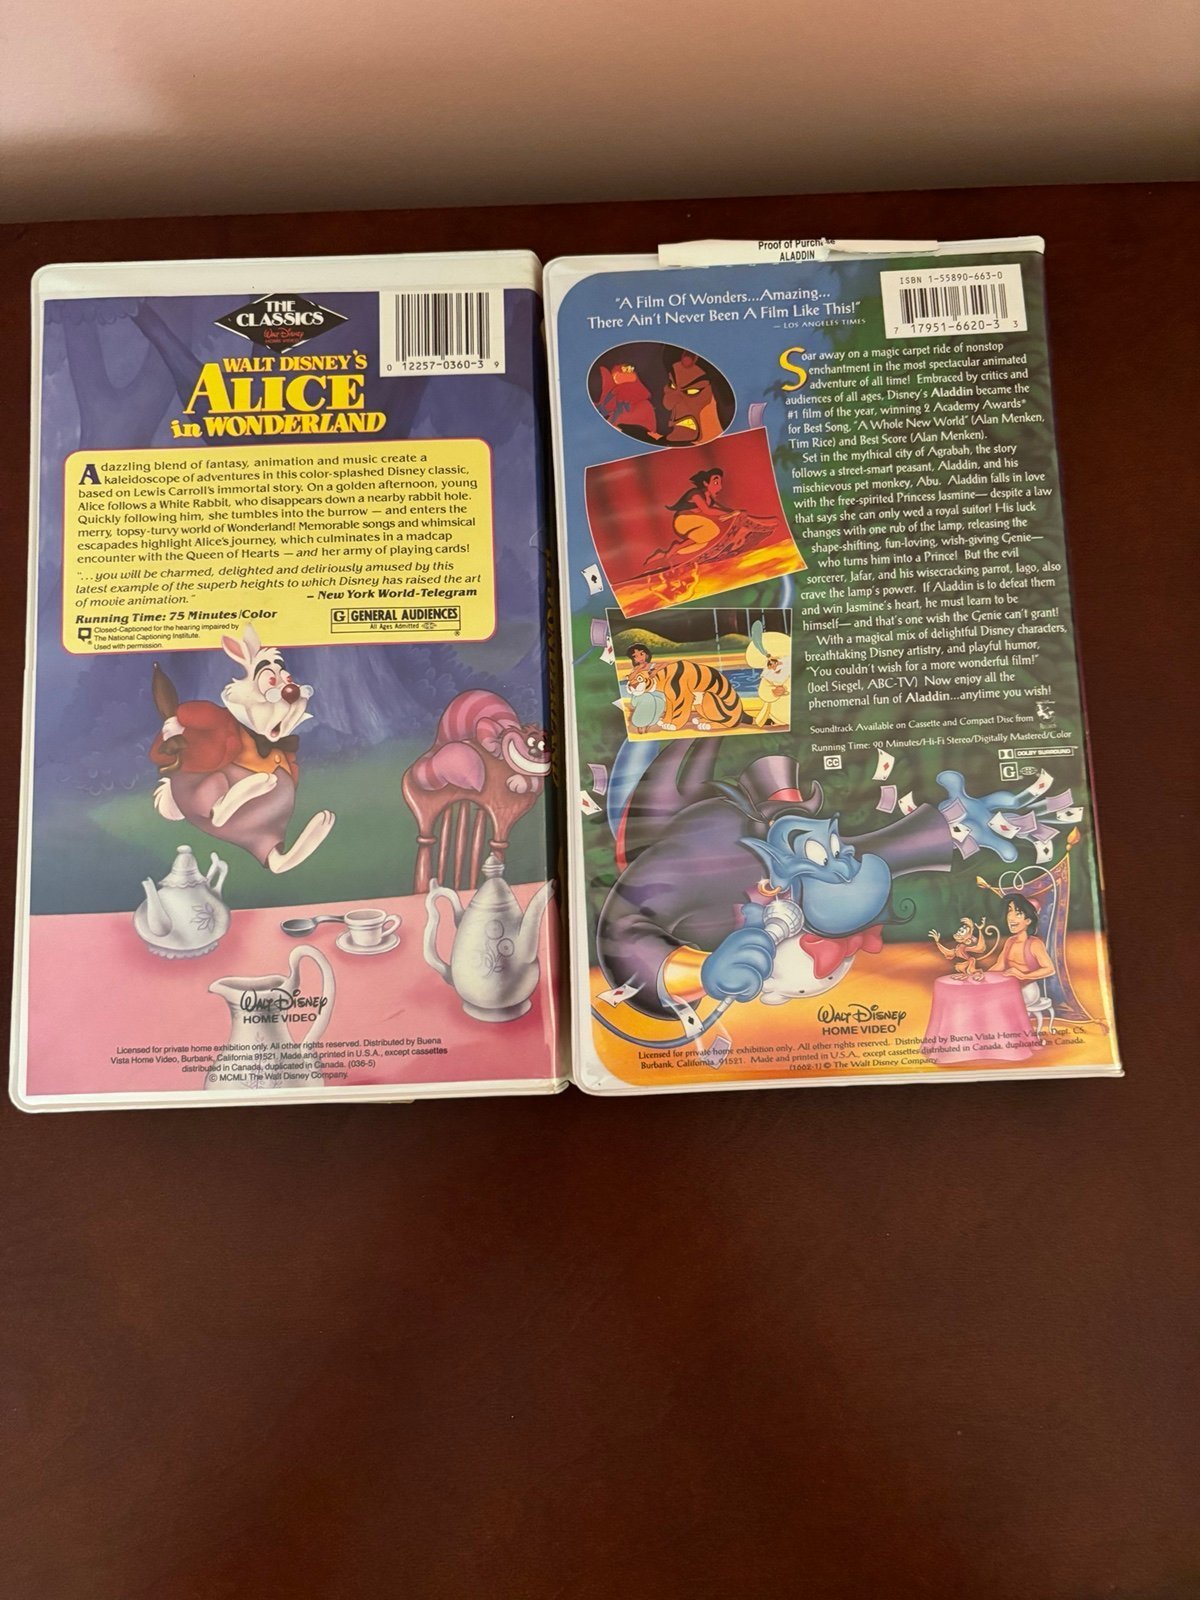 THE
CLASSICS
Walt Disney
HOME VIDEO
0 12257-0360-3 9
WALT DISNEY'S
ALICE
in WONDERLAND
A dazzling blend of fantasy, animation and music create a
kaleidoscope of adventures in this color-splashed Disney classic,
based on Lewis Carroll's immortal story. On a golden afternoon, young
Alice follows a White Rabbit, who disappears down a nearby rabbit hole.
Quickly following him, she tumbles into the burrow — and enters the
merry, topsy-turvy world of Wonderland! Memorable songs and whimsical
escapades highlight Alice's journey, which culminates in a madcap
encounter with the Queen of Hearts — and her army of playing cards!
"...you will be charmed, delighted and deliriously amused by this
latest example of the superb heights to which Disney has raised the art
of movie animation."
– New York World-Telegram
Running Time: 75 Minutes/Color
Closed-Captioned for the hearing impaired by
The National Captioning Institute.
Used with permission.
G GENERAL AUDIENCES
All Ages Admitted
WALT DISNEY
HOME VIDEO
Licensed for private home exhibition only. All other rights reserved. Distributed by Buena
Vista Home Video, Burbank, California 91521. Made and printed in U.S.A., except cassettes
distributed in Canada, duplicated in Canada. (036-5)
© MCMLI The Walt Disney Company.
Proof of Purchase
ALADDIN
"A Film Of Wonders...Amazing...
There Ain't Never Been A Film Like This!"
— LOS ANGELES TIMES
ISBN 1-55890-663-0
7 17951-6620-3 3
Soar away on a magic carpet ride of nonstop
enchantment in the most spectacular animated
adventure of all time! Embraced by critics and
audiences of all ages, Disney's Aladdin became the
#1 film of the year, winning 2 Academy Awards®
for Best Song, "A Whole New World" (Alan Menken,
Tim Rice) and Best Score (Alan Menken).
Set in the mythical city of Agrabah, the story
follows a street-smart peasant, Aladdin, and his
mischievous pet monkey, Abu. Aladdin falls in love
with the free-spirited Princess Jasmine— despite a law
that says she can only wed a royal suitor! His luck
changes with one rub of the lamp, releasing the
shape-shifting, fun-loving, wish-giving Genie—
who turns him into a Prince! But the evil
sorcerer, Jafar, and his wisecracking parrot, Iago, also
crave the lamp's power. If Aladdin is to defeat them
and win Jasmine's heart, he must learn to be
himself— and that's one wish the Genie can't grant!
With a magical mix of delightful Disney characters,
breathtaking Disney artistry, and playful humor,
"You couldn't wish for a more wonderful film!"
(Joel Siegel, ABC-TV) Now enjoy all the
phenomenal fun of Aladdin...anytime you wish!
Soundtrack Available on Cassette and Compact Disc from
Running Time: 90 Minutes/Hi-Fi Stereo/Digitally Mastered/Color
CC
DOLBY SURROUND
G
WALT DISNEY
HOME VIDEO
Licensed for private home exhibition only. All other rights reserved. Distributed by Buena Vista Home Video, Dept. CS,
Burbank, California 91521. Made and printed in U.S.A., except cassettes distributed in Canada, duplicated in Canada.
(1662-1) © The Walt Disney Company.